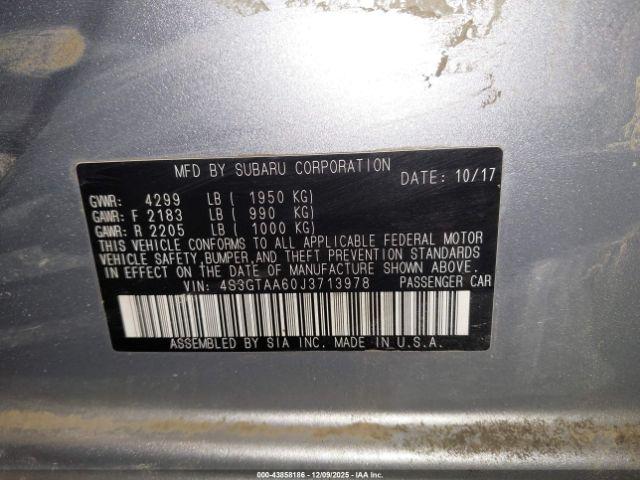 MFD BY SUBARU CORPORATION
DATE: 10/17
GVWR: 4299 LB ( 1950 KG)
GAWR: F 2183 LB ( 990 KG)
GAWR: R 2205 LB ( 1000 KG)
THIS VEHICLE CONFORMS TO ALL APPLICABLE FEDERAL MOTOR
VEHICLE SAFETY, BUMPER, AND THEFT PREVENTION STANDARDS
IN EFFECT ON THE DATE OF MANUFACTURE SHOWN ABOVE.
VIN: 4S3GTAA60J3713978 PASSENGER CAR
ASSEMBLED BY SIA INC. MADE IN U.S.A.
000-43858186 - 12/09/2025 - IAA Inc.